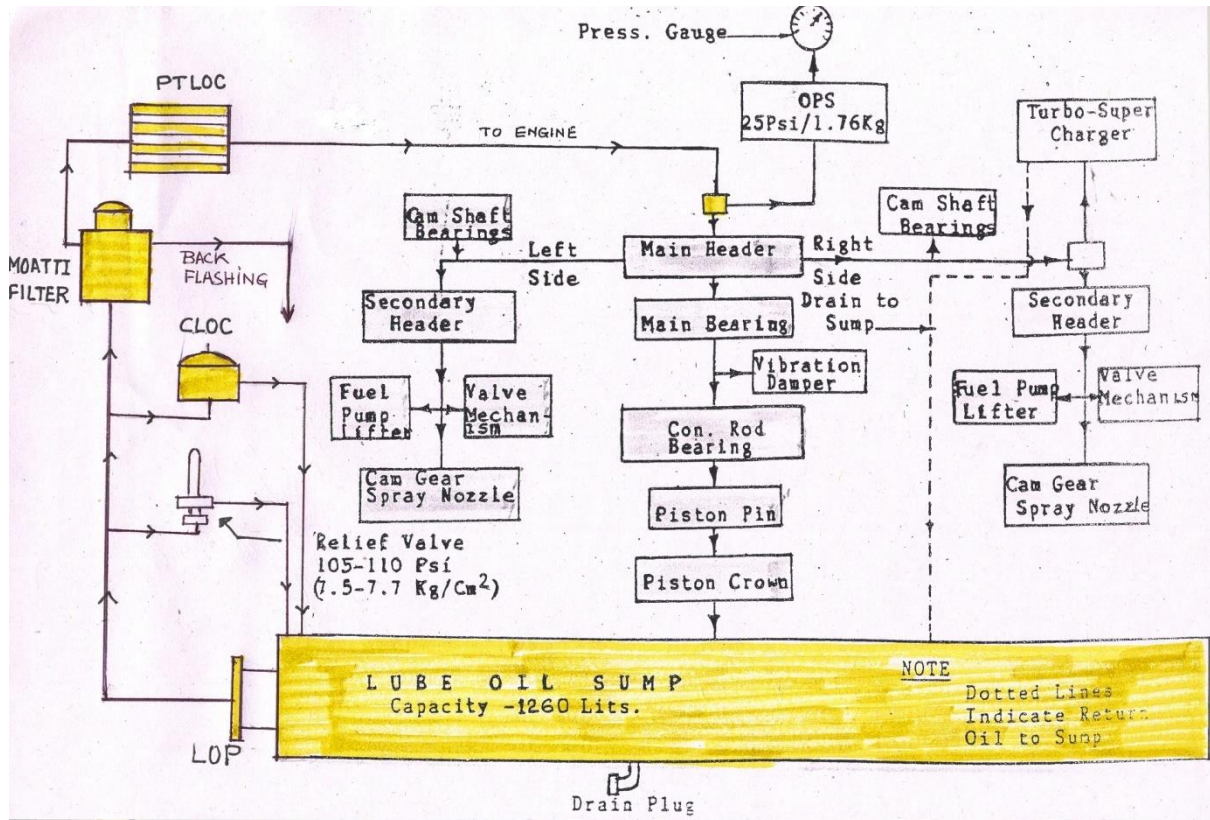 Press. Gauge
PTLOC
OPS
25Psi/1.76Kg
Turbo-Super
Charger
TO ENGINE
Cam Shaft
Bearings
Cam Shaft
Bearings
Left
Side
Main Header
Right
Side
MOATTI
FILTER
BACK
FLASHING
Secondary
Header
Main Bearing
Drain to
Sump
Secondary
Header
CLOC
Vibration
Damper
Fuel
Pump
Lifter
Valve
Mechan-
ism
Fuel Pump
Lifter
Valve
Mechanism
Con. Rod
Bearing
Cam Gear
Spray Nozzle
Piston Pin
Cam Gear
Spray Nozzle
Relief Valve
105-110 Psi
(7.5-7.7 Kg/Cm²)
Piston Crown
LUBE OIL SUMP
Capacity -1260 Lits.
NOTE
Dotted Lines
Indicate Return
Oil to Sump
LOP
Drain Plug